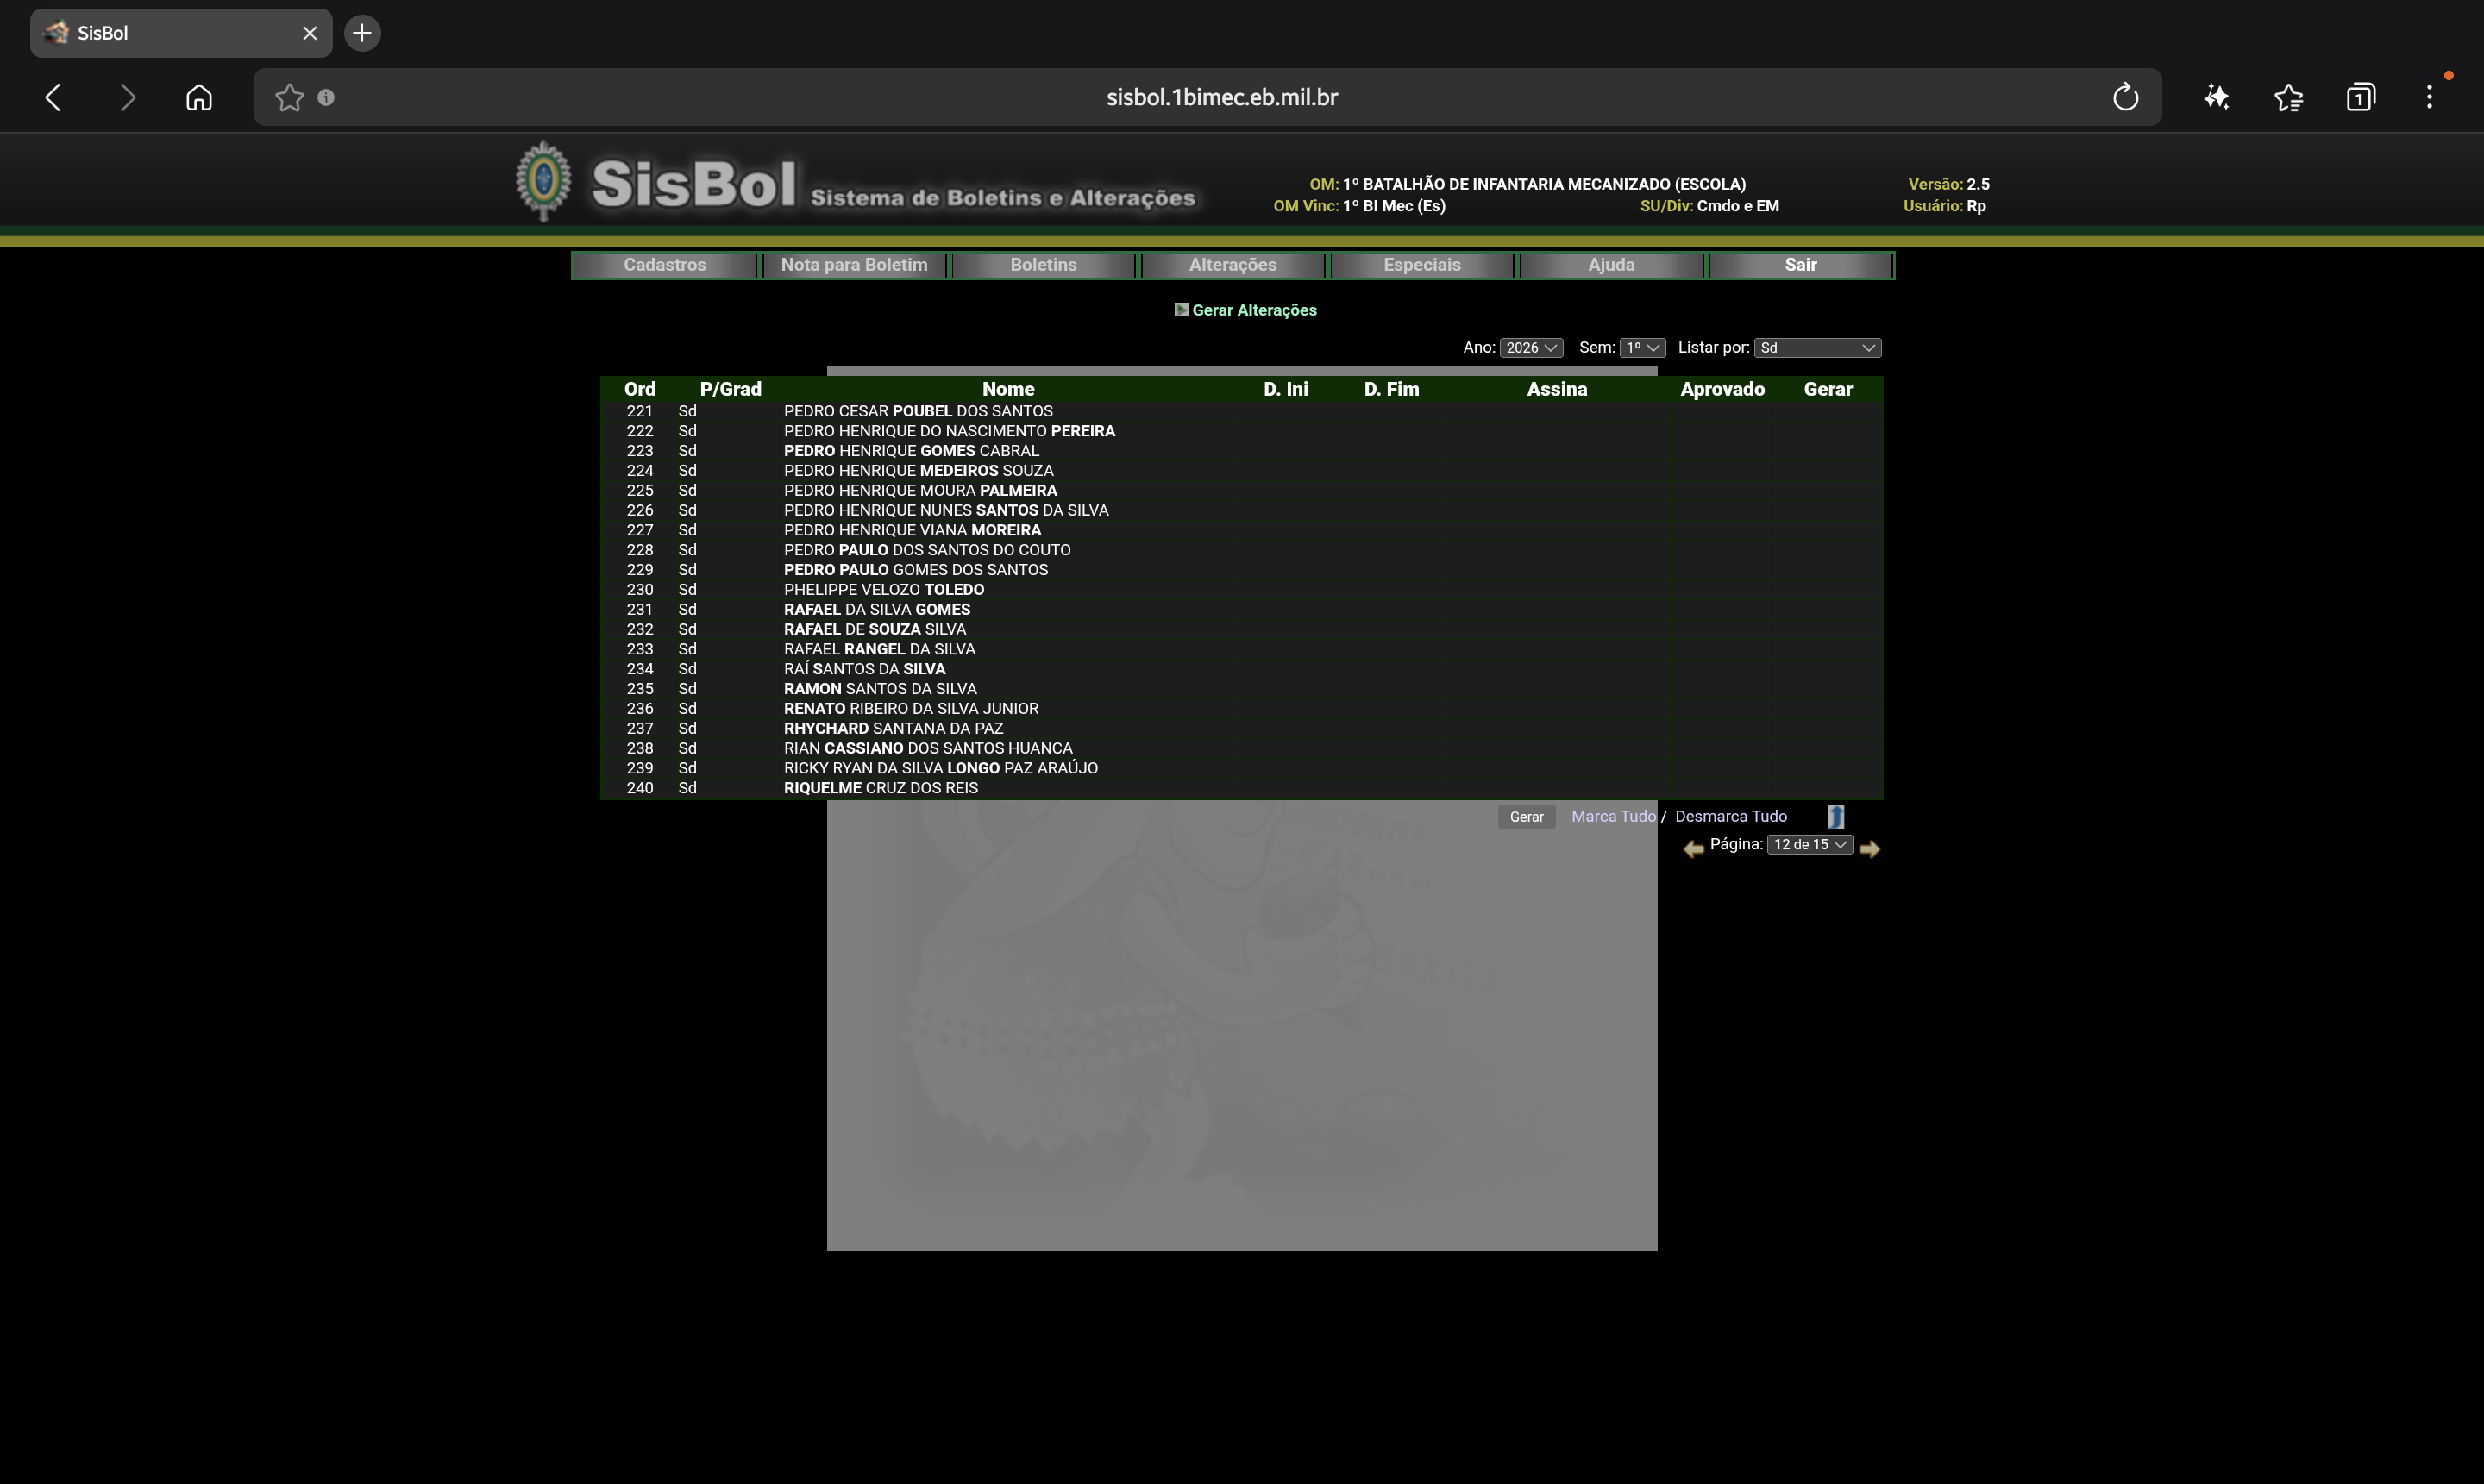 SisBol
sisbol.1bimec.eb.mil.br
1
SisBol Sistema de Boletins e Alterações
OM: 1º BATALHÃO DE INFANTARIA MECANIZADO (ESCOLA) Versão: 2.5
OM Vinc: 1º BI Mec (Es) SU/Div: Cmdo e EM Usuário: Rp
Cadastros Nota para Boletim Boletins Alterações Especiais Ajuda Sair
Gerar Alterações
Ano: 2026 Sem: 1º Listar por: Sd
Ord P/Grad Nome D. Ini D. Fim Assina Aprovado Gerar
221 Sd PEDRO CESAR POUBEL DOS SANTOS
222 Sd PEDRO HENRIQUE DO NASCIMENTO PEREIRA
223 Sd PEDRO HENRIQUE GOMES CABRAL
224 Sd PEDRO HENRIQUE MEDEIROS SOUZA
225 Sd PEDRO HENRIQUE MOURA PALMEIRA
226 Sd PEDRO HENRIQUE NUNES SANTOS DA SILVA
227 Sd PEDRO HENRIQUE VIANA MOREIRA
228 Sd PEDRO PAULO DOS SANTOS DO COUTO
229 Sd PEDRO PAULO GOMES DOS SANTOS
230 Sd PHELIPPE VELOZO TOLEDO
231 Sd RAFAEL DA SILVA GOMES
232 Sd RAFAEL DE SOUZA SILVA
233 Sd RAFAEL RANGEL DA SILVA
234 Sd RAÍ SANTOS DA SILVA
235 Sd RAMON SANTOS DA SILVA
236 Sd RENATO RIBEIRO DA SILVA JUNIOR
237 Sd RHYCHARD SANTANA DA PAZ
238 Sd RIAN CASSIANO DOS SANTOS HUANCA
239 Sd RICKY RYAN DA SILVA LONGO PAZ ARAÚJO
240 Sd RIQUELME CRUZ DOS REIS
Gerar Marca Tudo / Desmarca Tudo
Página: 12 de 15